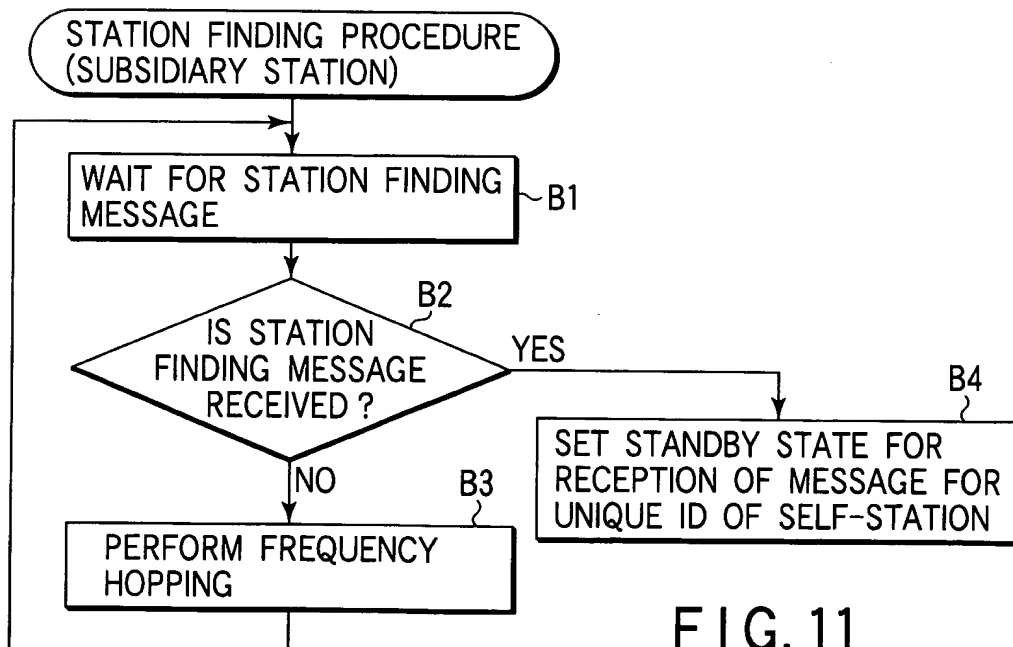 STATION FINDING PROCEDURE
(SUBSIDIARY STATION)
WAIT FOR STATION FINDING
MESSAGE
B1
B2
IS STATION
FINDING MESSAGE
RECEIVED?
YES
B4
SET STANDBY STATE FOR
RECEPTION OF MESSAGE FOR
UNIQUE ID OF SELF-STATION
NO
B3
PERFORM FREQUENCY
HOPPING
FIG. 11